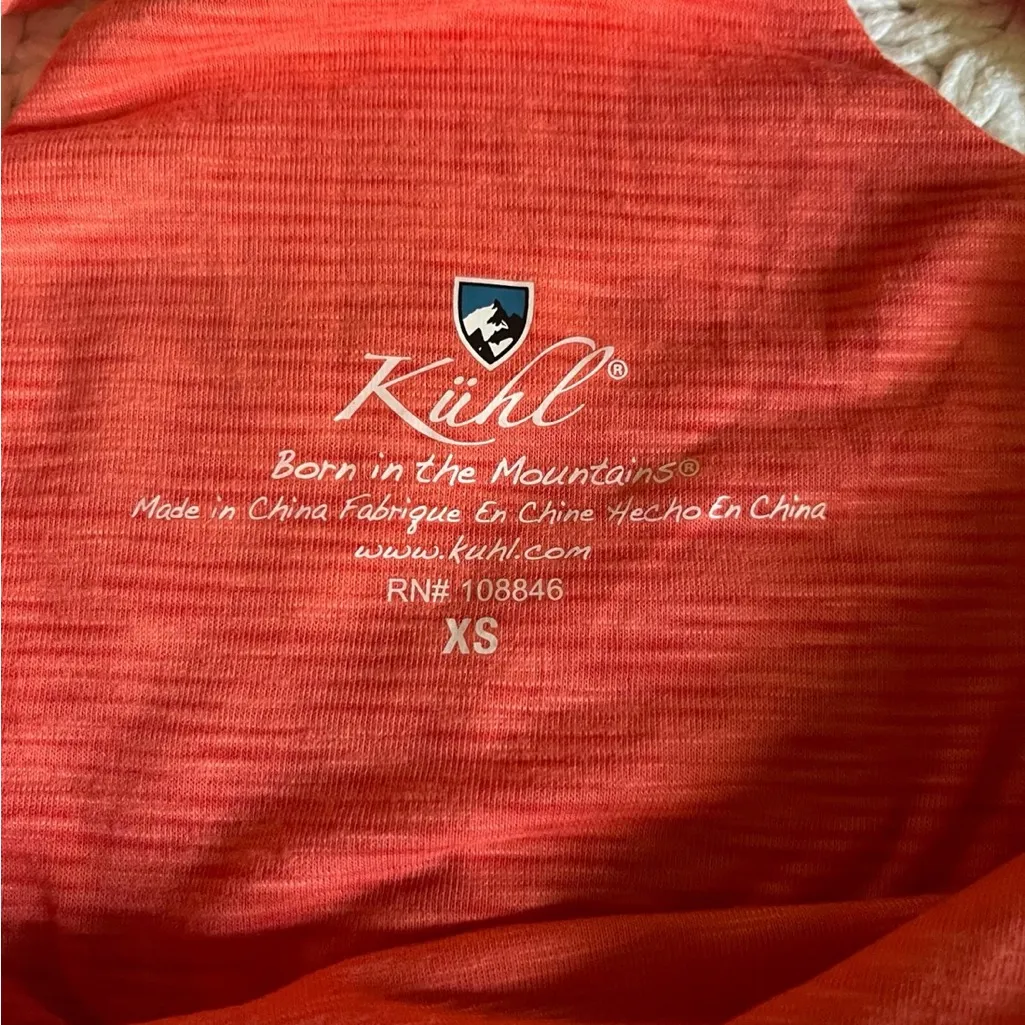 Kühl®
Born in the Mountains®
Made in China Fabrique En Chine Hecho En China
www.kuhl.com
RN# 108846
XS